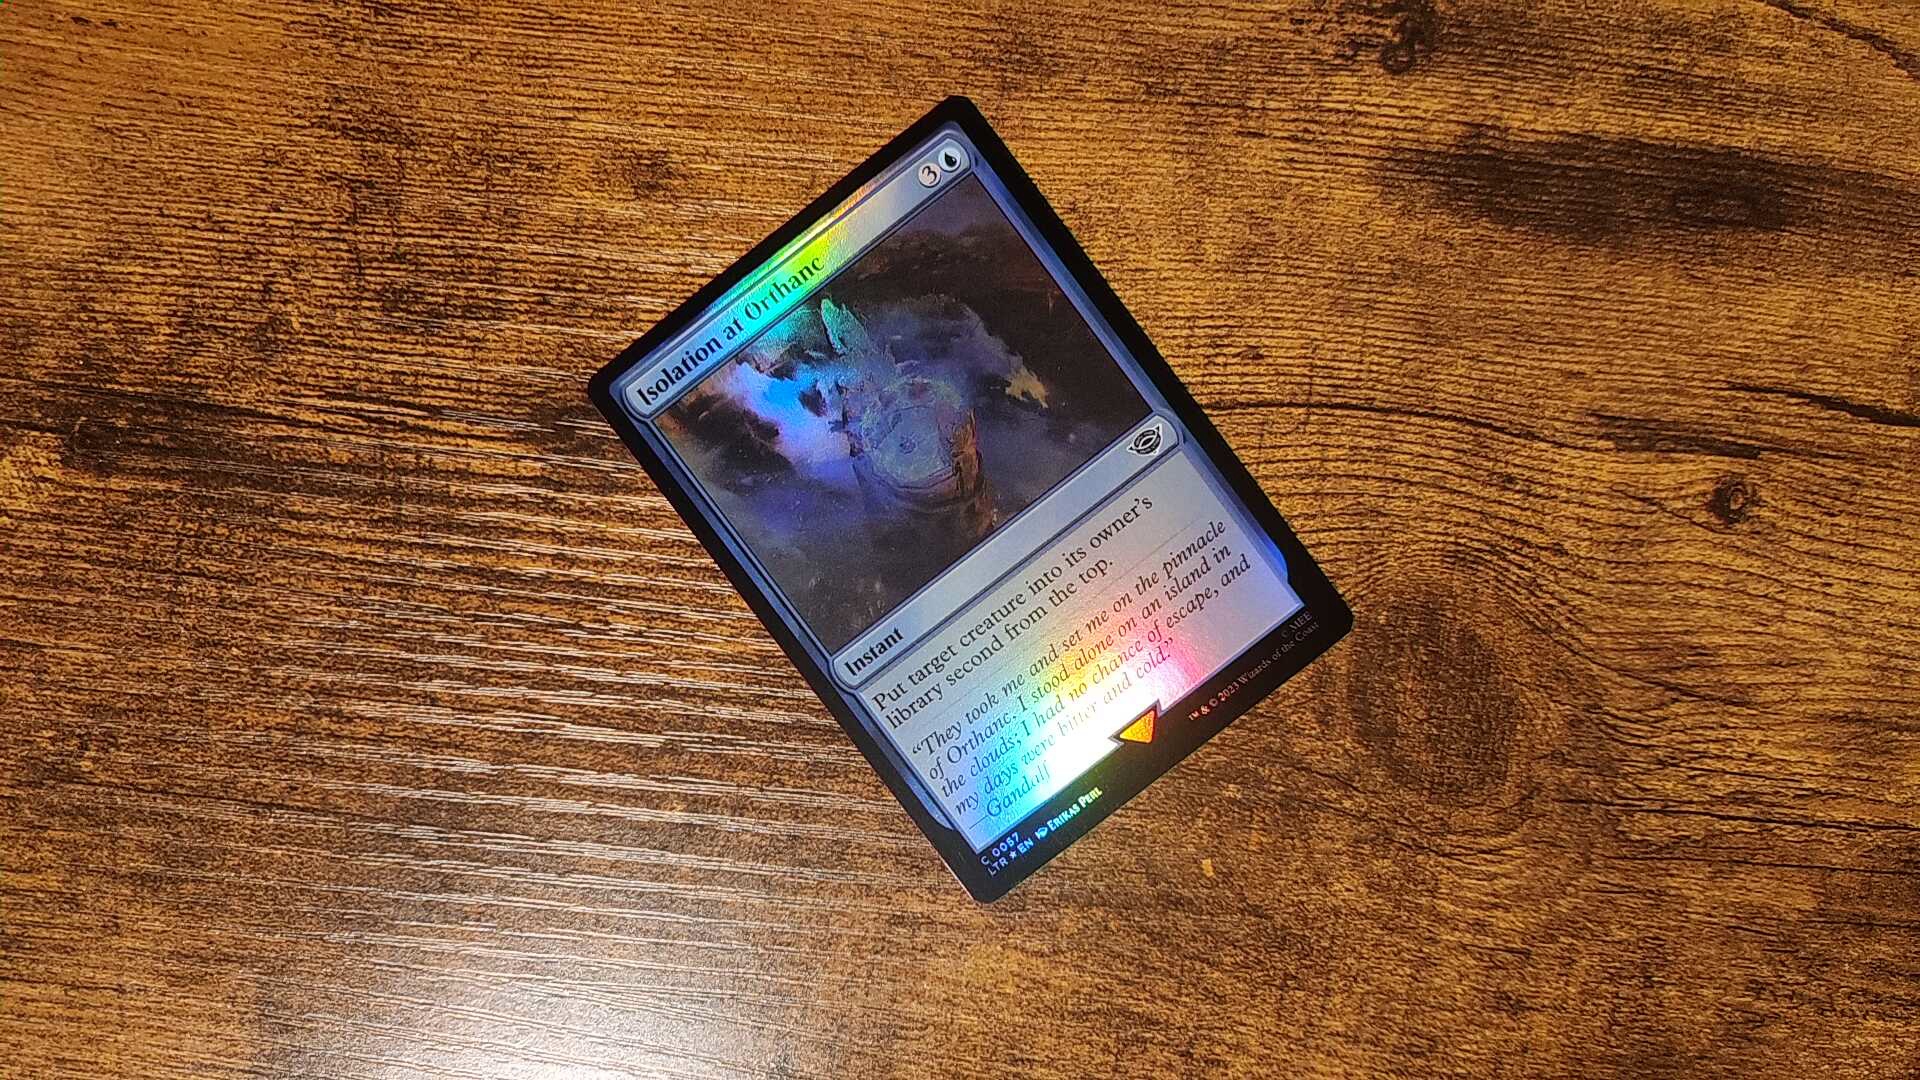 Isolation at Orthanc 3
Instant
Put target creature into its owner's
library second from the top.
“They took me and set me on the pinnacle
of Orthanc. I stood alone on an island in
the clouds; I had no chance of escape, and
my days were bitter and cold.”
—Gandalf
C 0057
LTR ★ EN ERIKAS PERL
© MEE
™ & © 2023 Wizards of the Coast